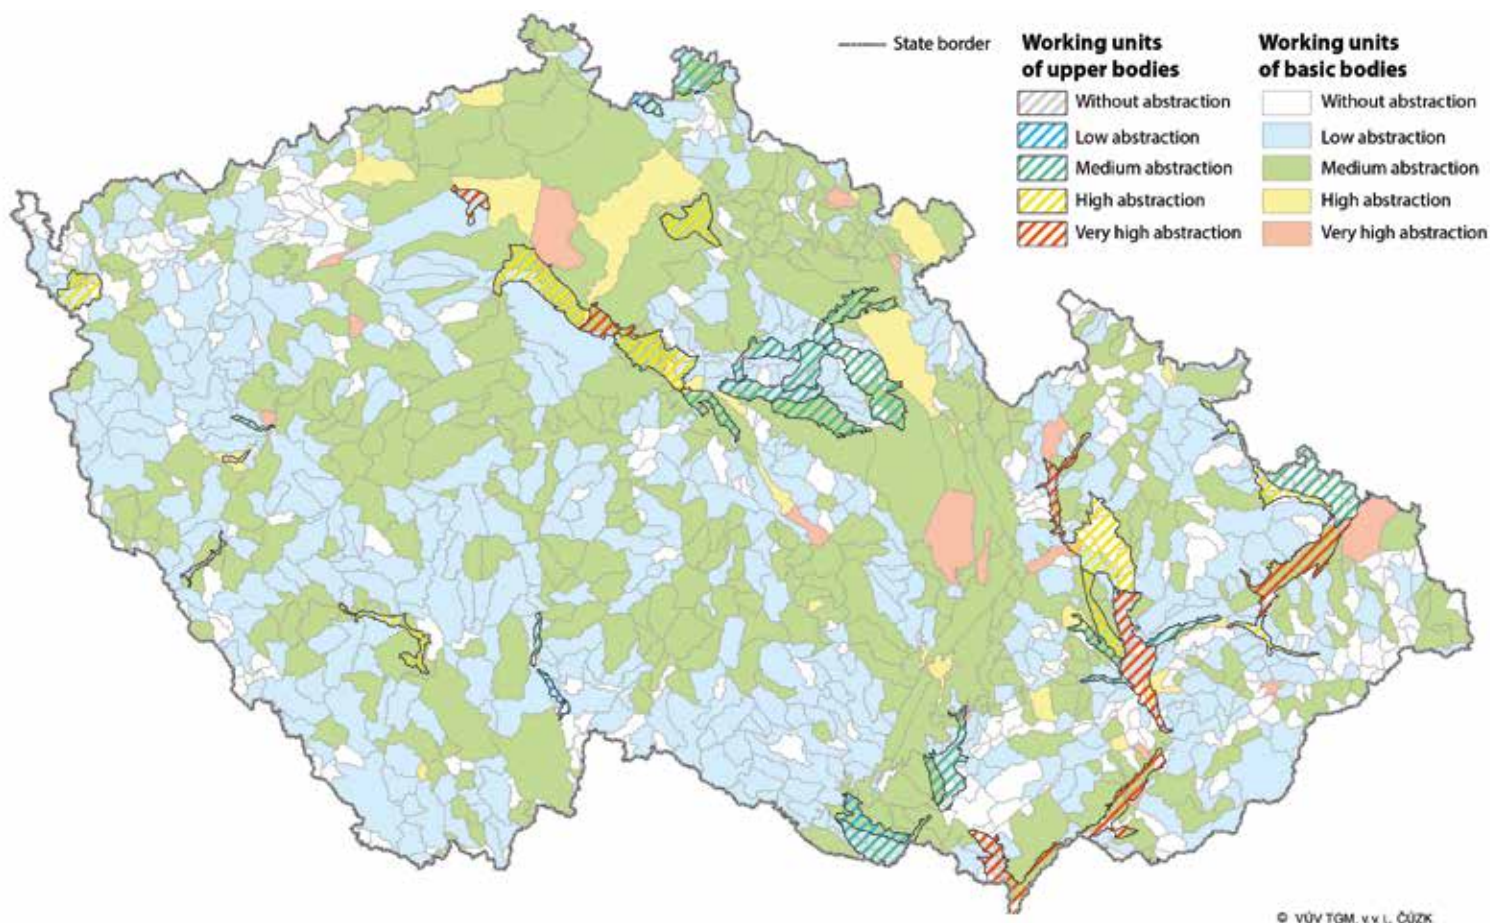 State border
Working units
of upper bodies
Without abstraction
Low abstraction
Medium abstraction
High abstraction
Very high abstraction
Working units
of basic bodies
Without abstraction
Low abstraction
Medium abstraction
High abstraction
Very high abstraction
© VÚV TGM, v.v.i., ČÚZK